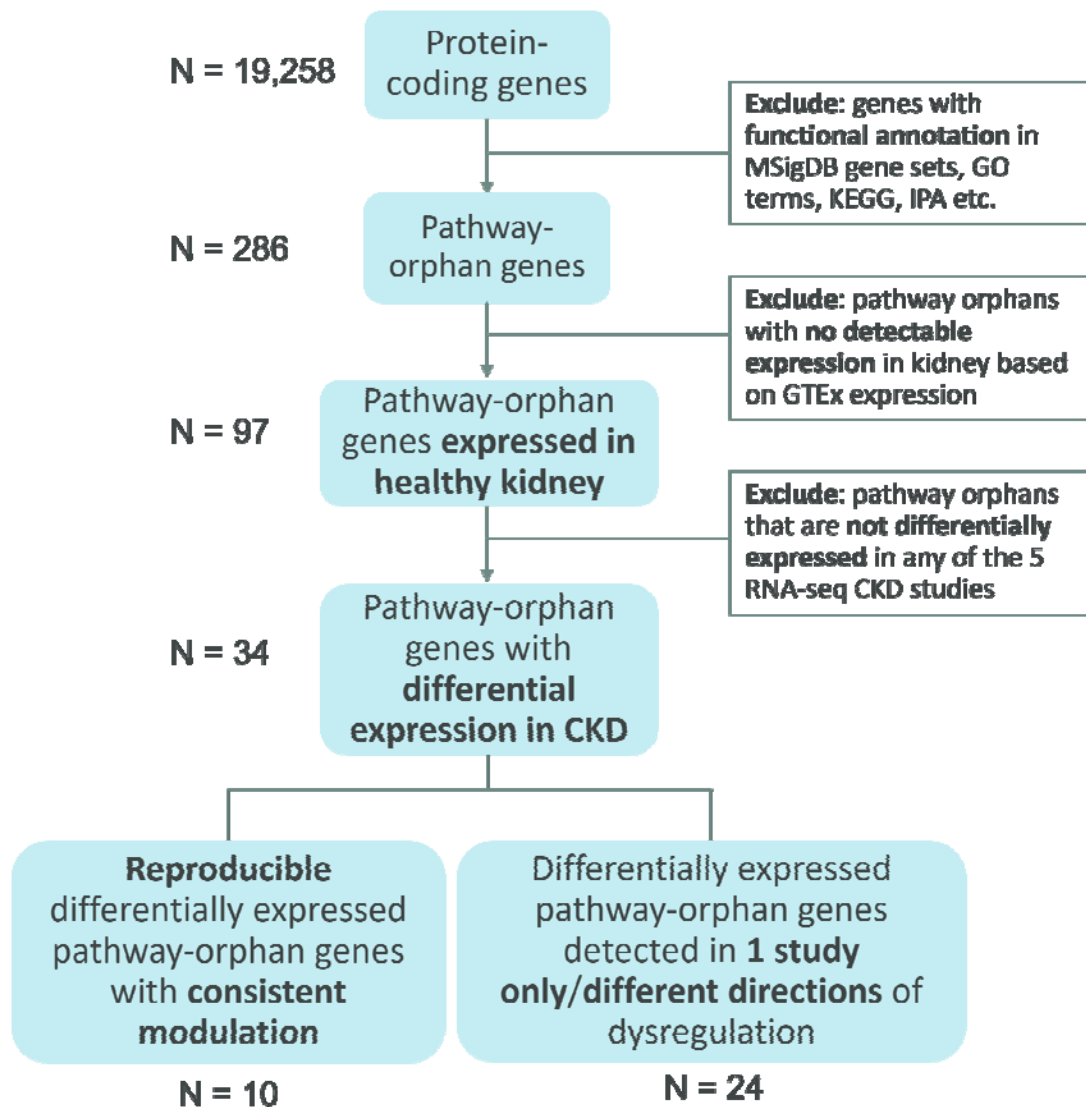 N = 19,258
Protein-
coding genes
Exclude: genes with
functional annotation in
MSigDB gene sets, GO
terms, KEGG, IPA etc.
N = 286
Pathway-
orphan genes
Exclude: pathway orphans
with no detectable
expression in kidney based
on GTEx expression
N = 97
Pathway-orphan
genes expressed in
healthy kidney
Exclude: pathway orphans
that are not differentially
expressed in any of the 5
RNA-seq CKD studies
N = 34
Pathway-orphan
genes with
differential
expression in CKD
Reproducible
differentially expressed
pathway-orphan genes
with consistent
modulation
N = 10
Differentially expressed
pathway-orphan genes
detected in 1 study
only/different directions of
dysregulation
N = 24